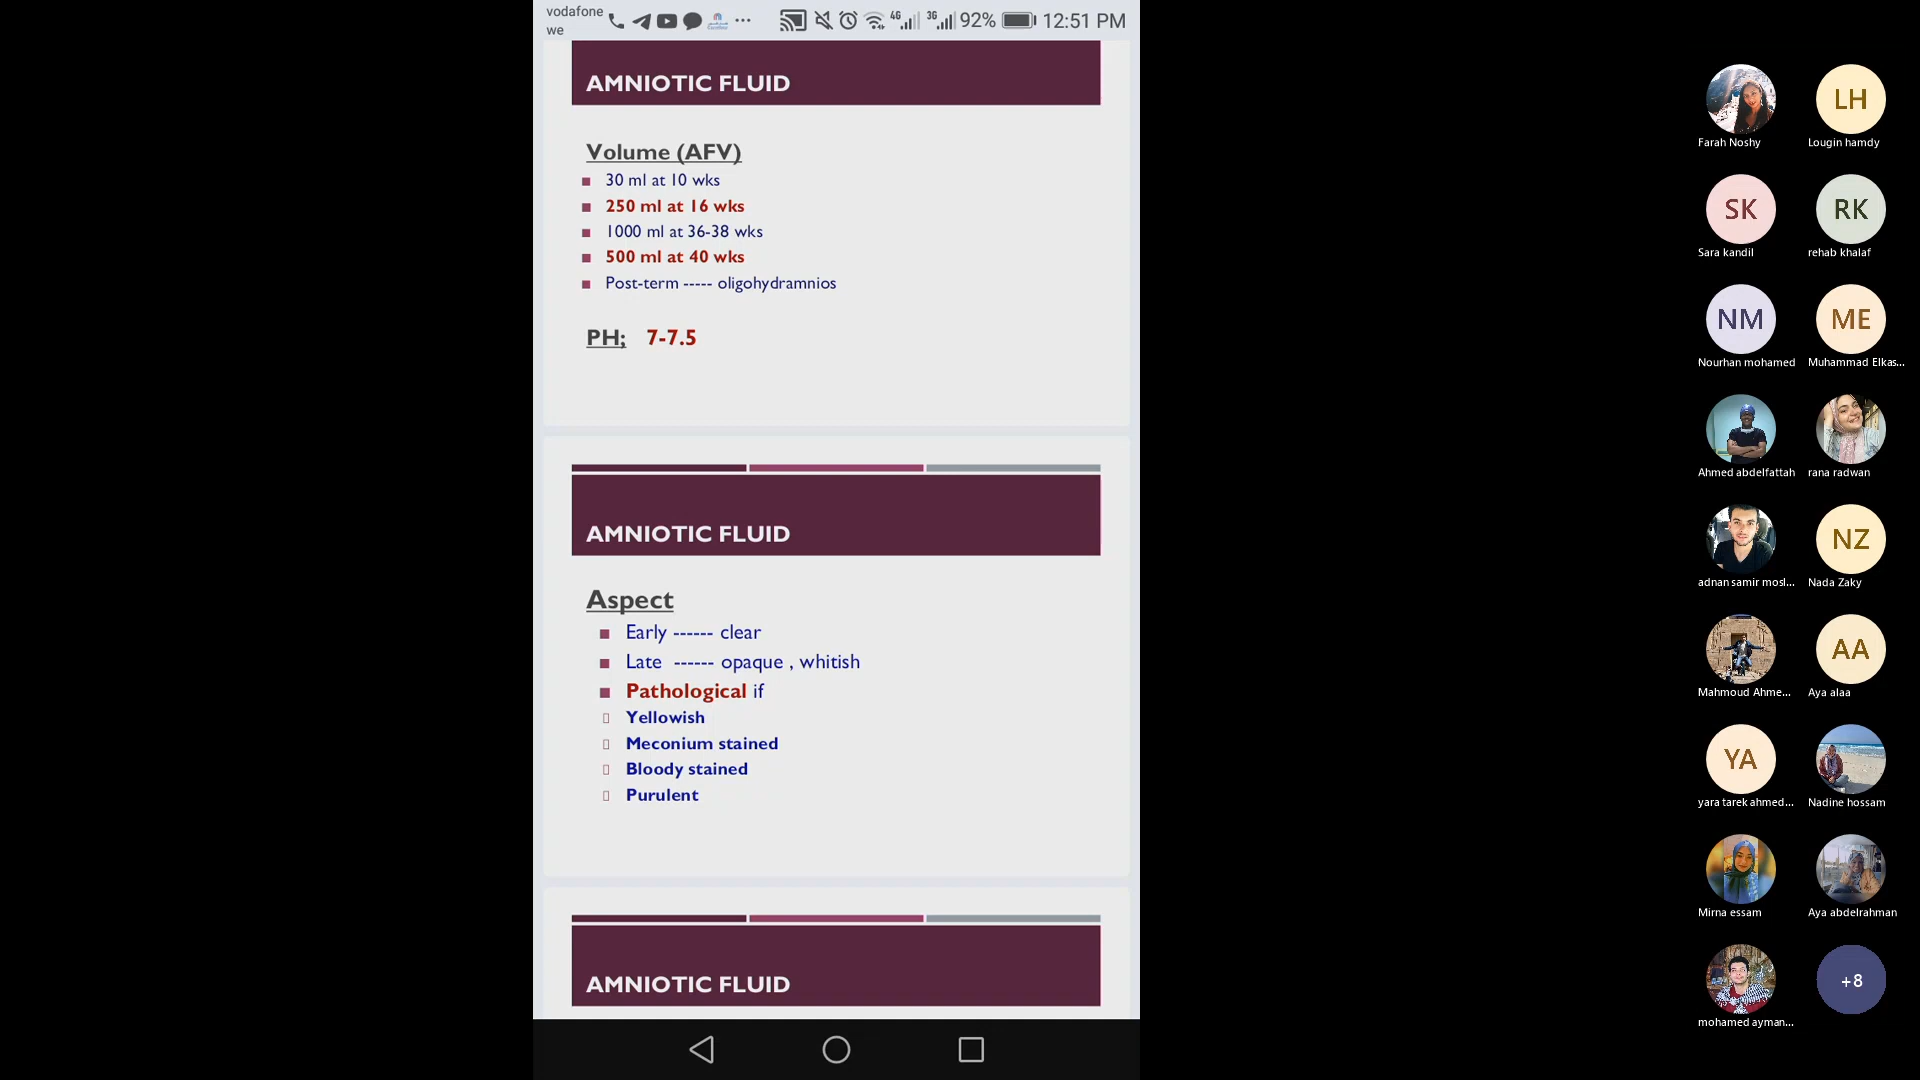 vodafone
we
4G
3G
92%
12:51 PM
AMNIOTIC FLUID
Volume (AFV)
30 ml at 10 wks
250 ml at 16 wks
1000 ml at 36-38 wks
500 ml at 40 wks
Post-term ----- oligohydramnios
PH; 7-7.5
AMNIOTIC FLUID
Aspect
Early ------ clear
Late ------ opaque , whitish
Pathological if
Yellowish
Meconium stained
Bloody stained
Purulent
AMNIOTIC FLUID
LH
Farah Noshy
Lougin hamdy
SK
RK
Sara kandil
rehab khalaf
NM
ME
Nourhan mohamed
Muhammad Elkas...
Ahmed abdelfattah
rana radwan
NZ
adnan samir mosl...
Nada Zaky
AA
Mahmoud Ahme...
Aya alaa
YA
yara tarek ahmed...
Nadine hossam
Mirna essam
Aya abdelrahman
+8
mohamed ayman...